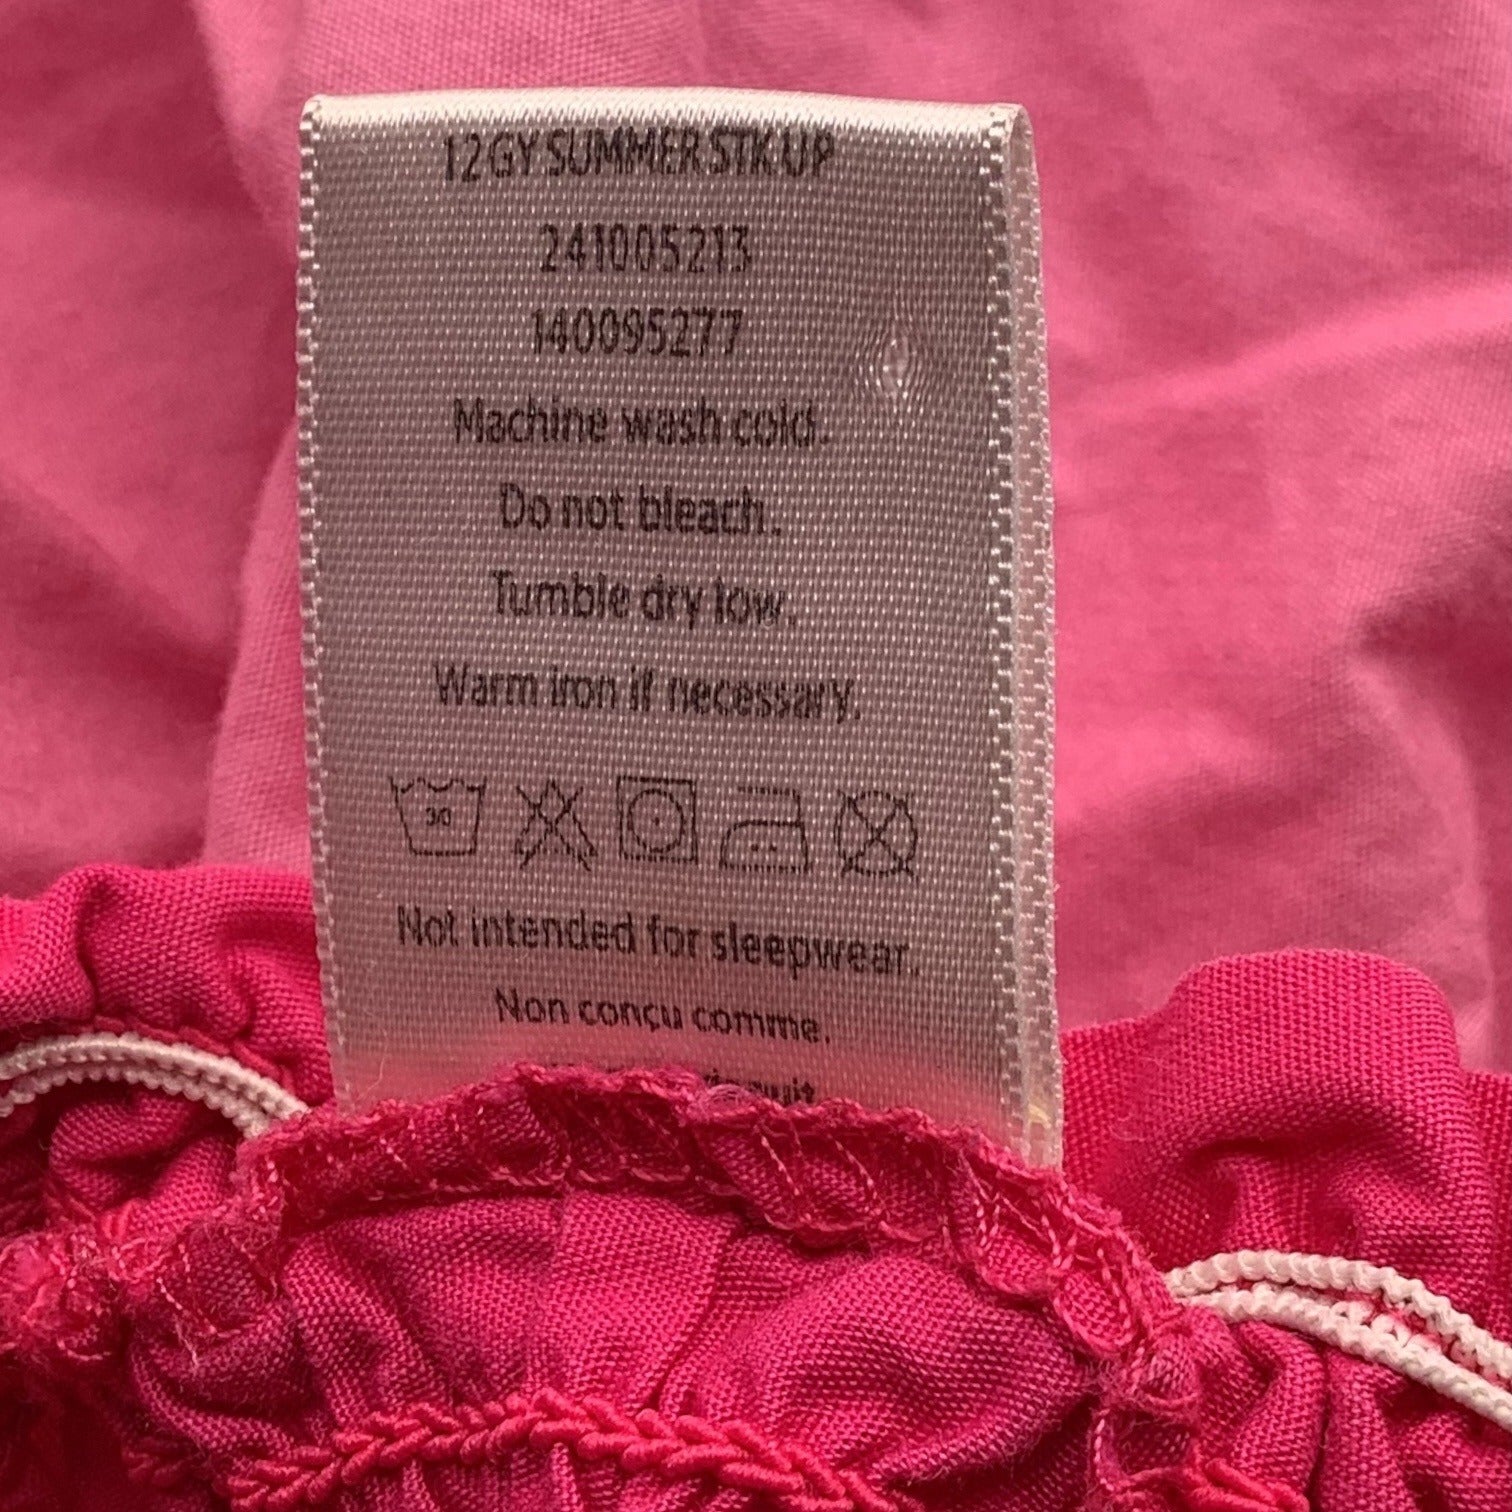 12 GY SUMMER STK UP
241005213
140095277
Machine wash cold.
Do not bleach.
Tumble dry low.
Warm iron if necessary.
30
Not intended for sleepwear.
Non conçu comme.